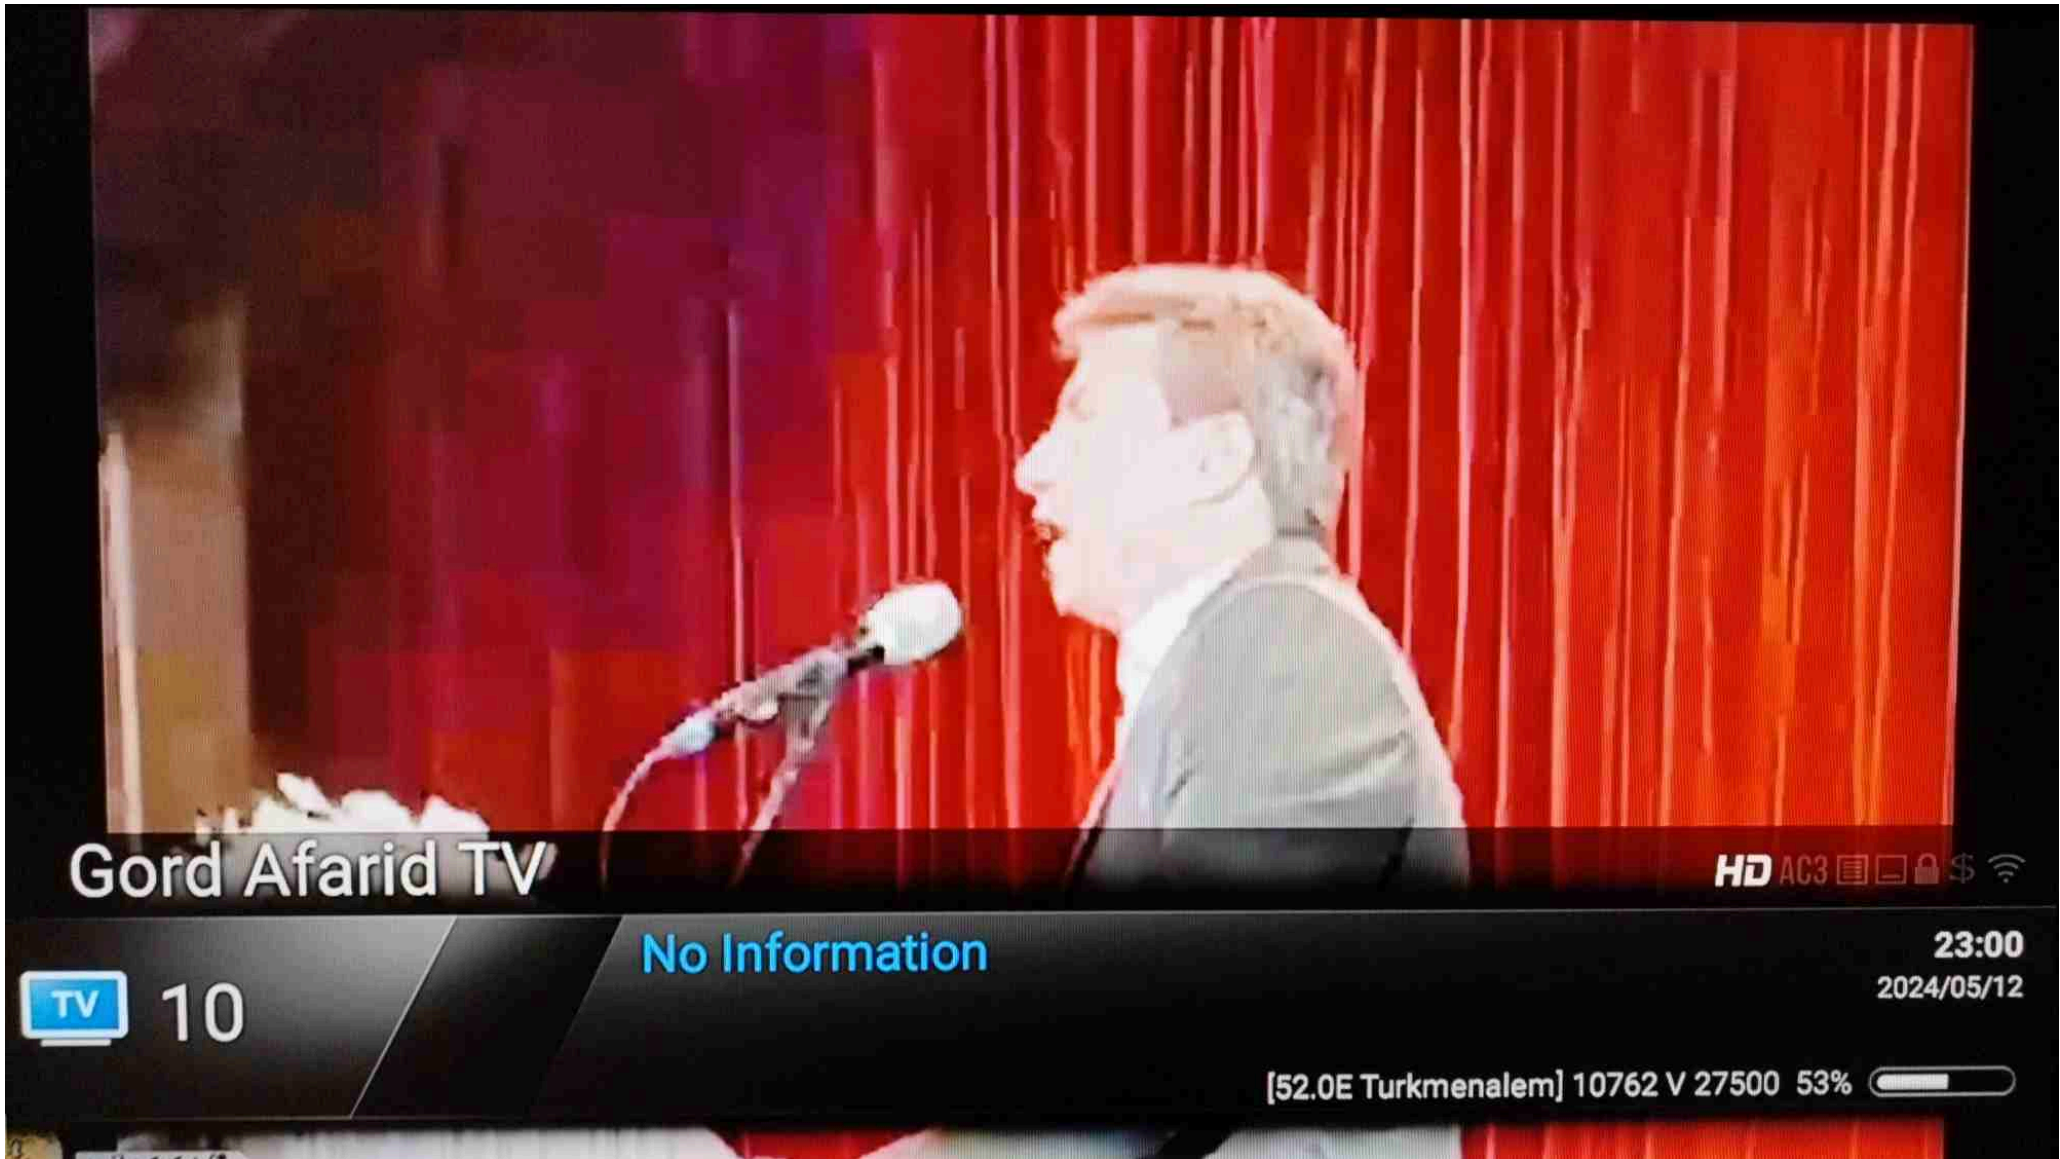 Gord Afarid TV
HD AC3 $
No Information
23:00
2024/05/12
TV 10
[52.0E Turkmenalem] 10762 V 27500 53%